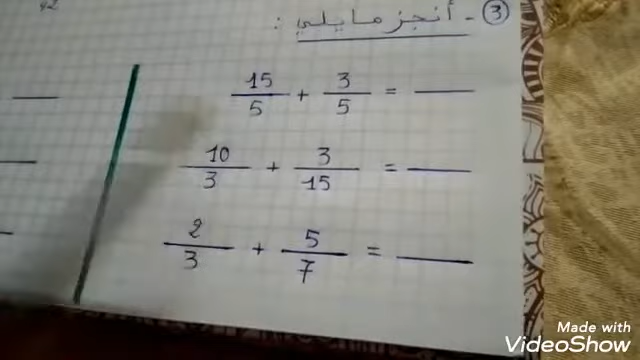 ③ - أنجز ما يلي :
15/5 + 3/5 =
10/3 + 3/15 =
2/3 + 5/7 =
Made with
VideoShow